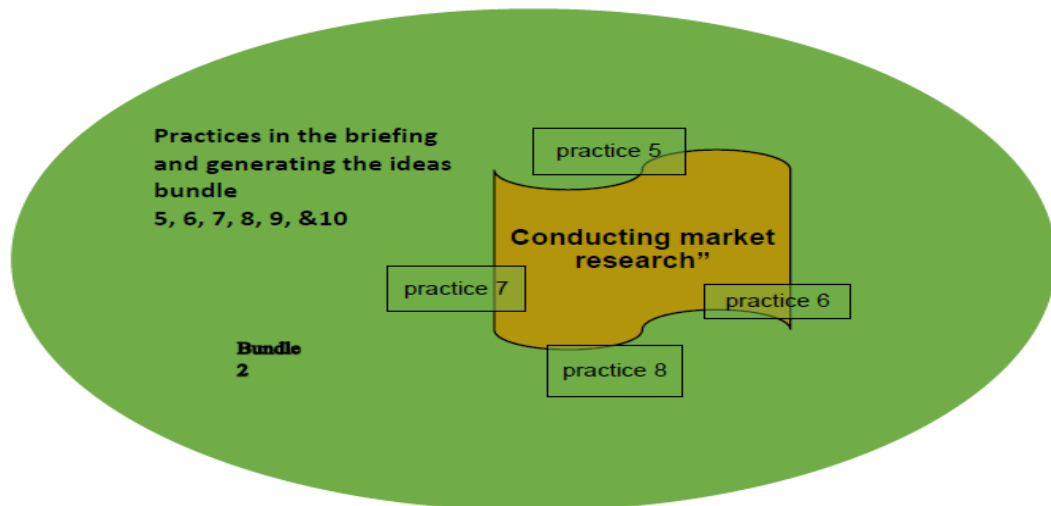 Practices in the briefing
and generating the ideas
bundle
5, 6, 7, 8, 9, &10
practice 5
Conducting market
research”
practice 7
practice 6
practice 8
Bundle
2